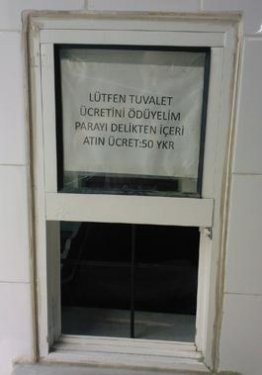 LÜTFEN TUVALET
ÜCRETİNİ ÖDÜYELİM
PARAYI DELİKTEN İÇERİ
ATIN ÜCRET:50 YKR